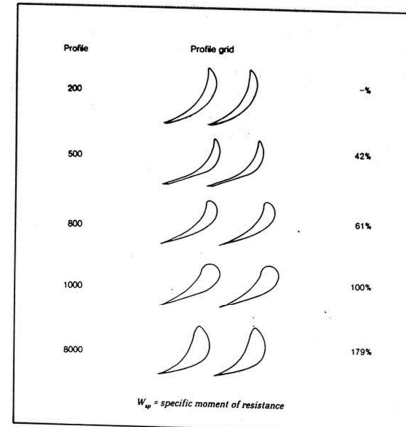 Profile Profile grid
200 -%
500 42%
800 61%
1000 100%
8000 179%
Wsp = specific moment of resistance